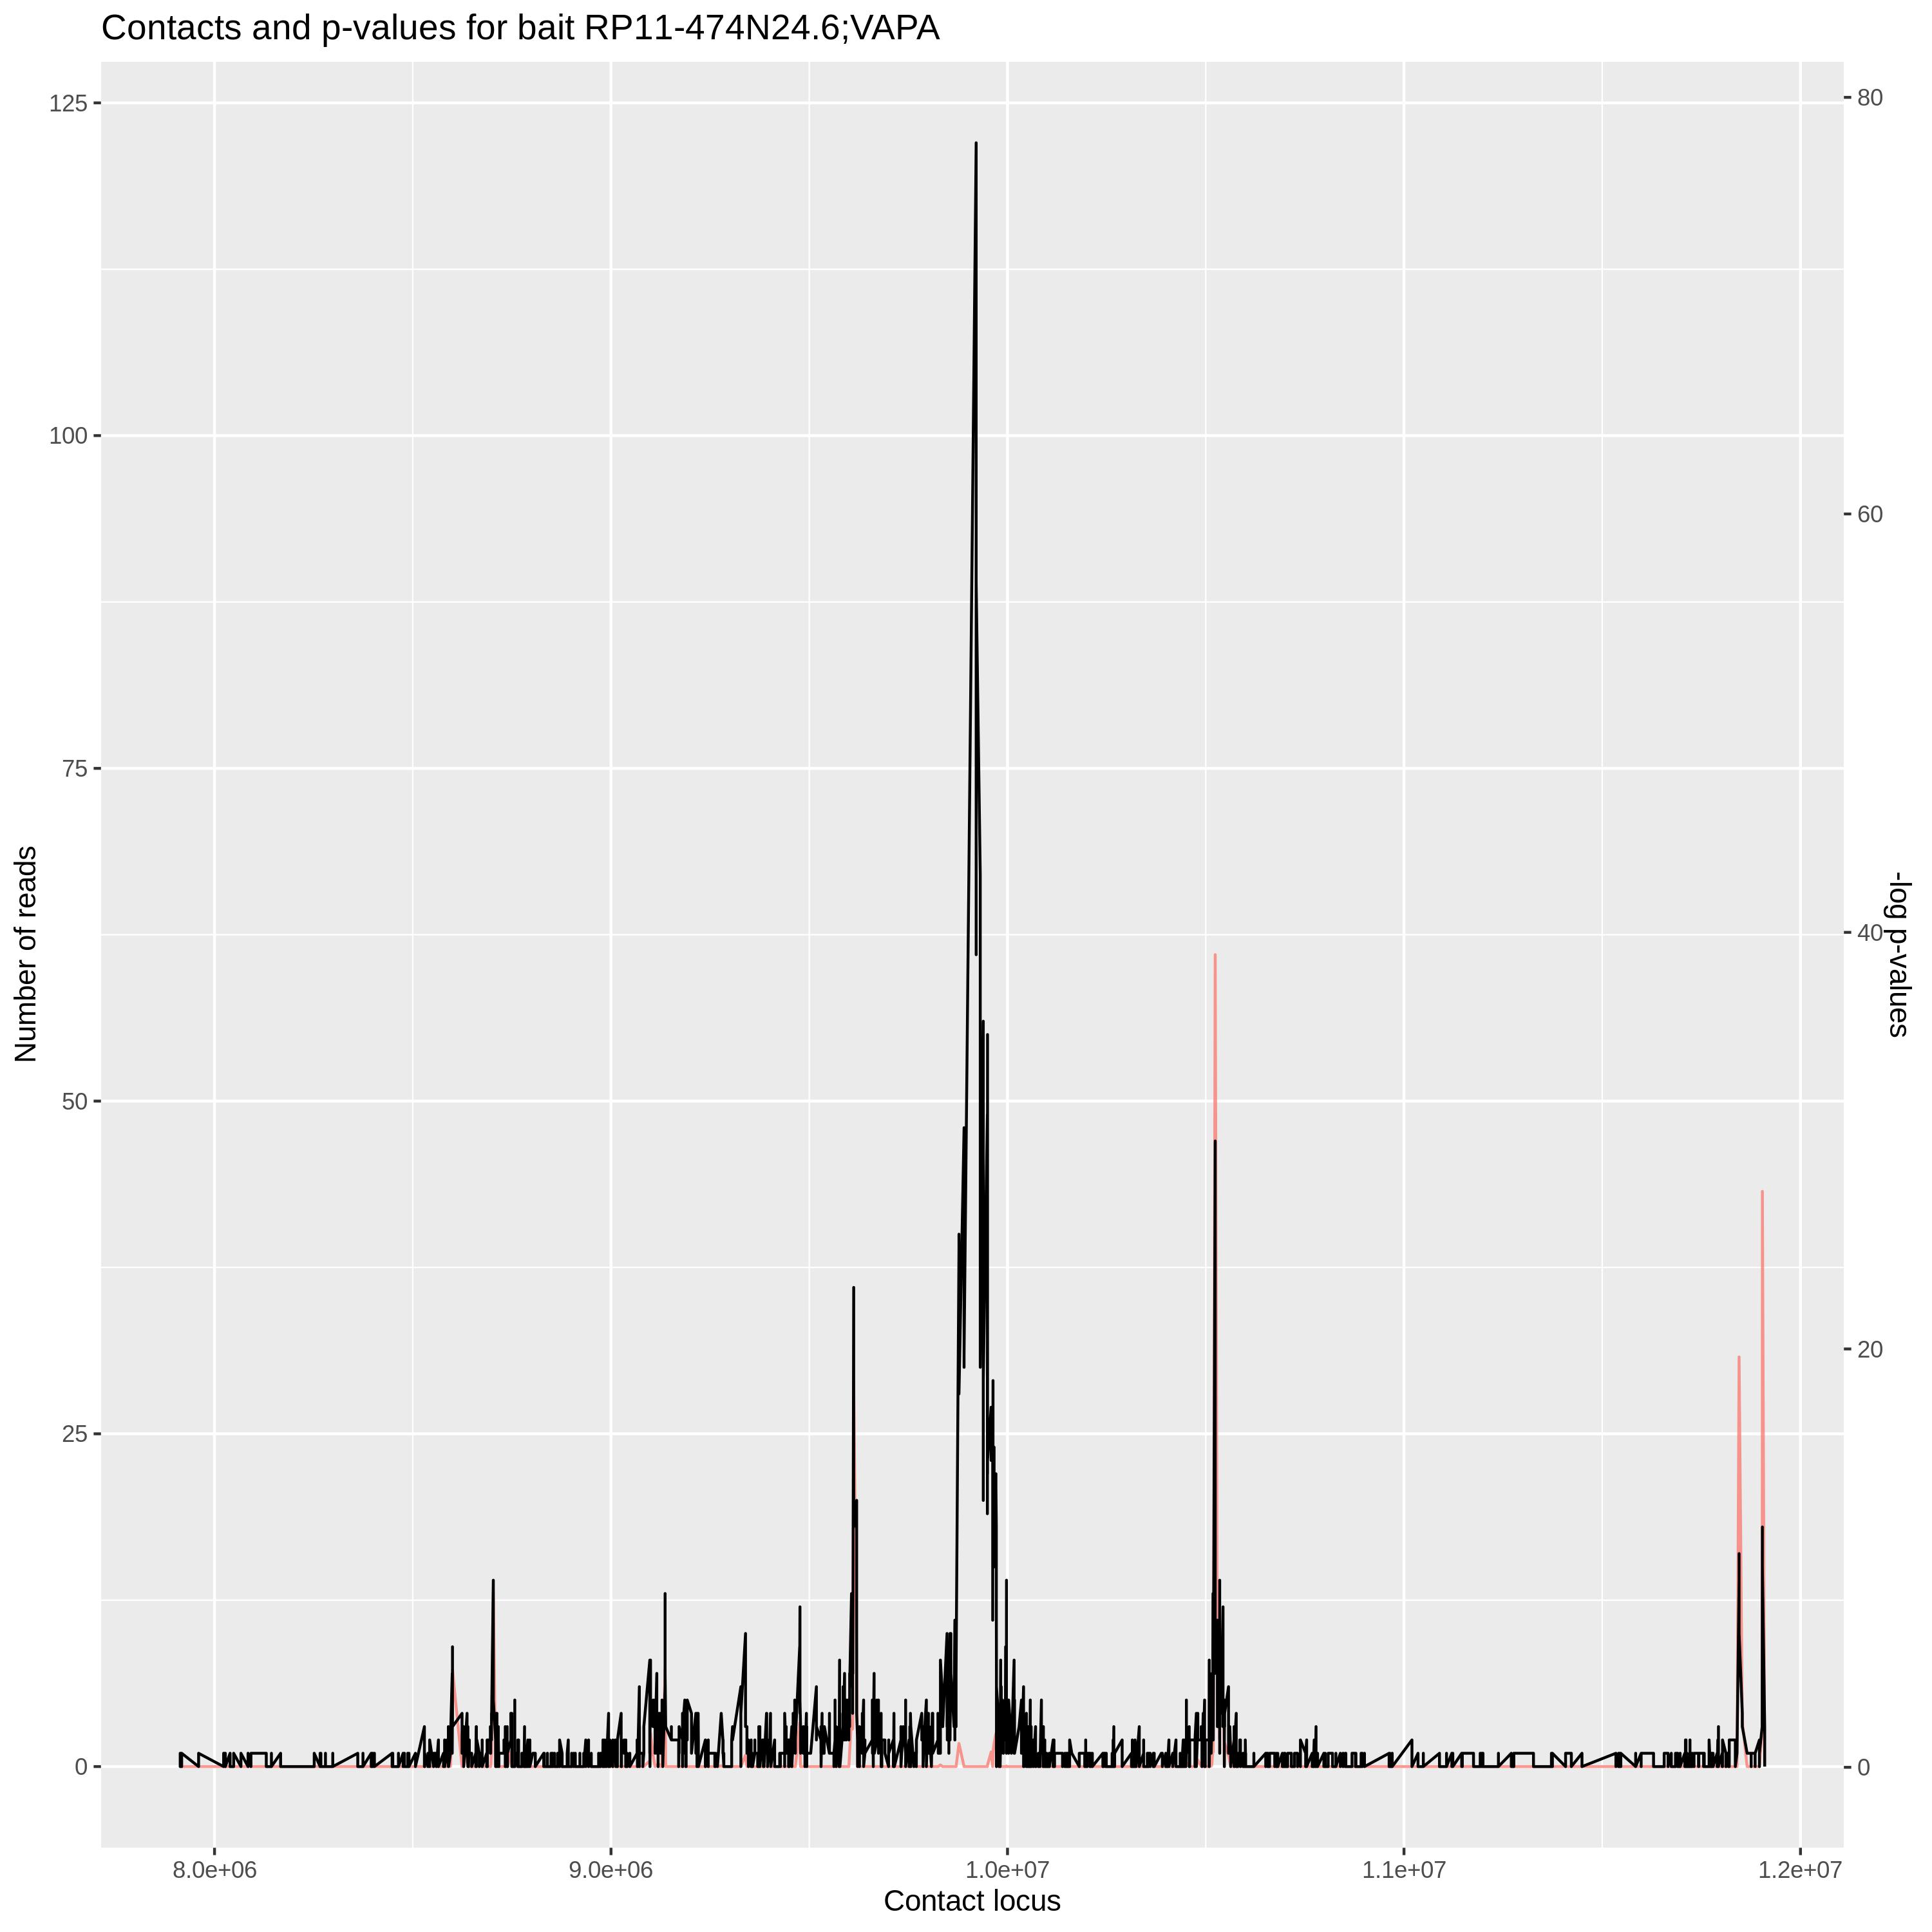 Contacts and p-values for bait RP11-474N24.6;VAPA
125
100
75
50
25
0
80
60
40
20
0
Number of reads
-log p-values
8.0e+06
9.0e+06
1.0e+07
1.1e+07
1.2e+07
Contact locus